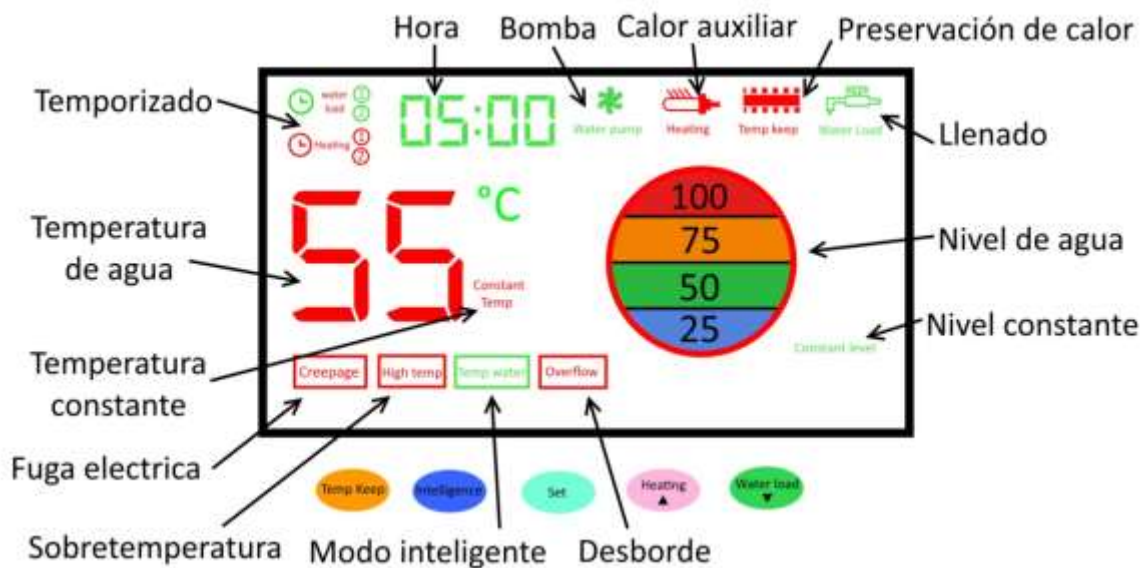 Hora
Bomba
Calor auxiliar
Preservación de calor
Temporizado
water
load
1
2
05:00
Water pump
Heating
Temp keep
Water Load
Heating
1
2
Llenado
55
°C
100
75
50
25
Temperatura
de agua
Nivel de agua
Constant
Temp
Nivel constante
Constant level
Temperatura
constante
Creepage
High temp
Temp water
Overflow
Fuga electrica
Temp Keep
Intelligence
Set
Heating
▲
Water load
▼
Sobretemperatura
Modo inteligente
Desborde